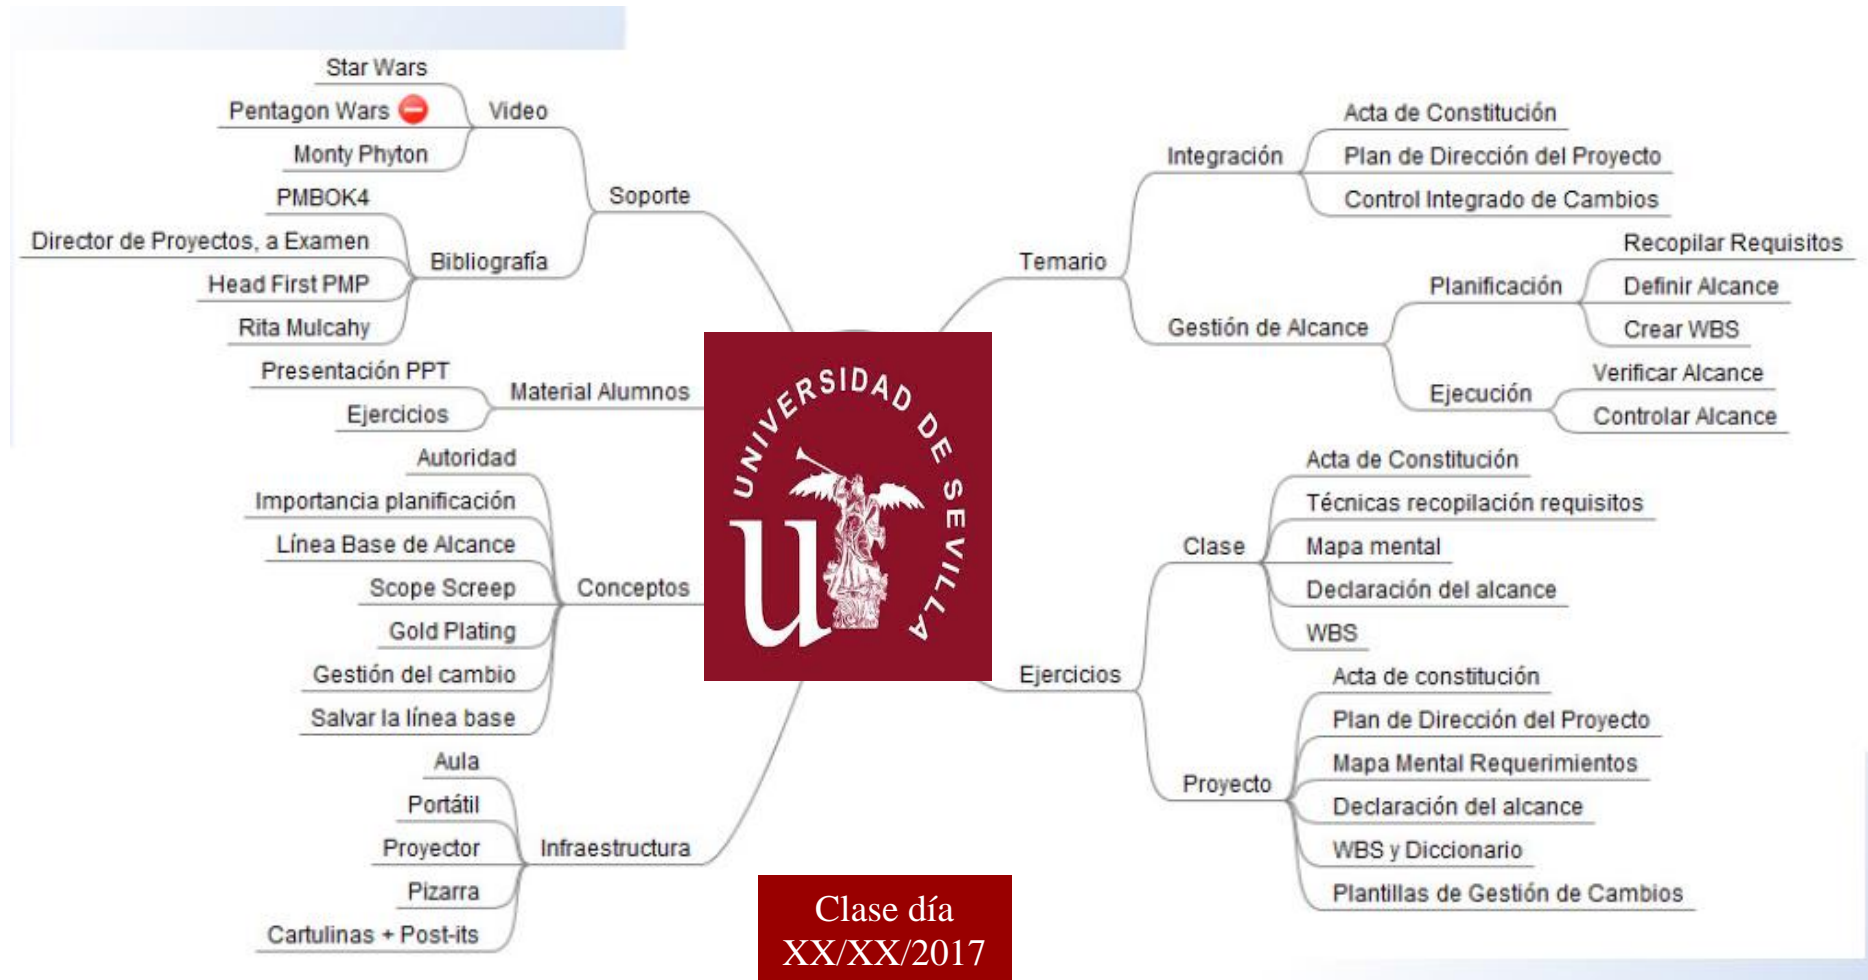 Star Wars
Pentagon Wars
Monty Phyton
Video
PMBOK4
Director de Proyectos, a Examen
Head First PMP
Rita Mulcahy
Bibliografía
Soporte
Presentación PPT
Ejercicios
Material Alumnos
Autoridad
Importancia planificación
Línea Base de Alcance
Scope Screep
Gold Plating
Gestión del cambio
Salvar la línea base
Conceptos
Aula
Portátil
Proyector
Pizarra
Cartulinas + Post-its
Infraestructura
UNIVERSIDAD DE SEVILLA
u
Clase día
XX/XX/2017
Temario
Integración
Acta de Constitución
Plan de Dirección del Proyecto
Control Integrado de Cambios
Gestión de Alcance
Planificación
Recopilar Requisitos
Definir Alcance
Crear WBS
Ejecución
Verificar Alcance
Controlar Alcance
Ejercicios
Clase
Acta de Constitución
Técnicas recopilación requisitos
Mapa mental
Declaración del alcance
WBS
Proyecto
Acta de constitución
Plan de Dirección del Proyecto
Mapa Mental Requerimientos
Declaración del alcance
WBS y Diccionario
Plantillas de Gestión de Cambios